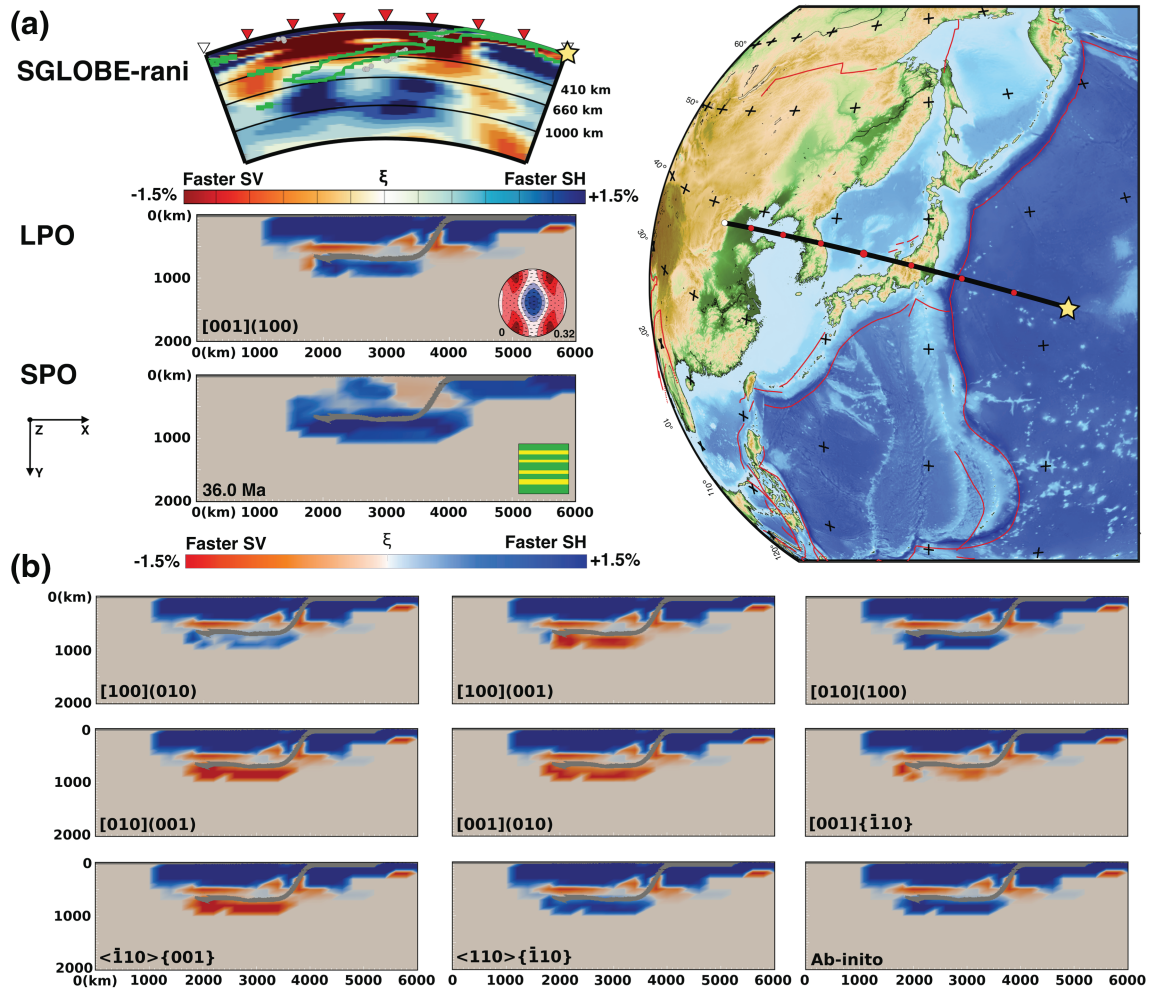 (a)
SGLOBE-rani
410 km
660 km
1000 km
Faster SV ξ Faster SH
-1.5% +1.5%
LPO
0(km)
1000
2000
[001](100)
0 0.32
0(km) 1000 2000 3000 4000 5000 6000
SPO
Z X
Y
0(km)
1000
2000
36.0 Ma
0(km) 1000 2000 3000 4000 5000 6000
60°
50°
40°
30°
20°
10°
110°
120°
(b)
Faster SV ξ Faster SH
-1.5% +1.5%
0(km)
1000
2000
[100](010) [100](001) [010](100)
0
1000
2000
[010](001) [001](010) [001]{1̄10}
0
1000
2000
<1̄10>{001} <110>{1̄10} Ab-inito
0(km) 1000 2000 3000 4000 5000 6000
0 1000 2000 3000 4000 5000 6000
0 1000 2000 3000 4000 5000 6000